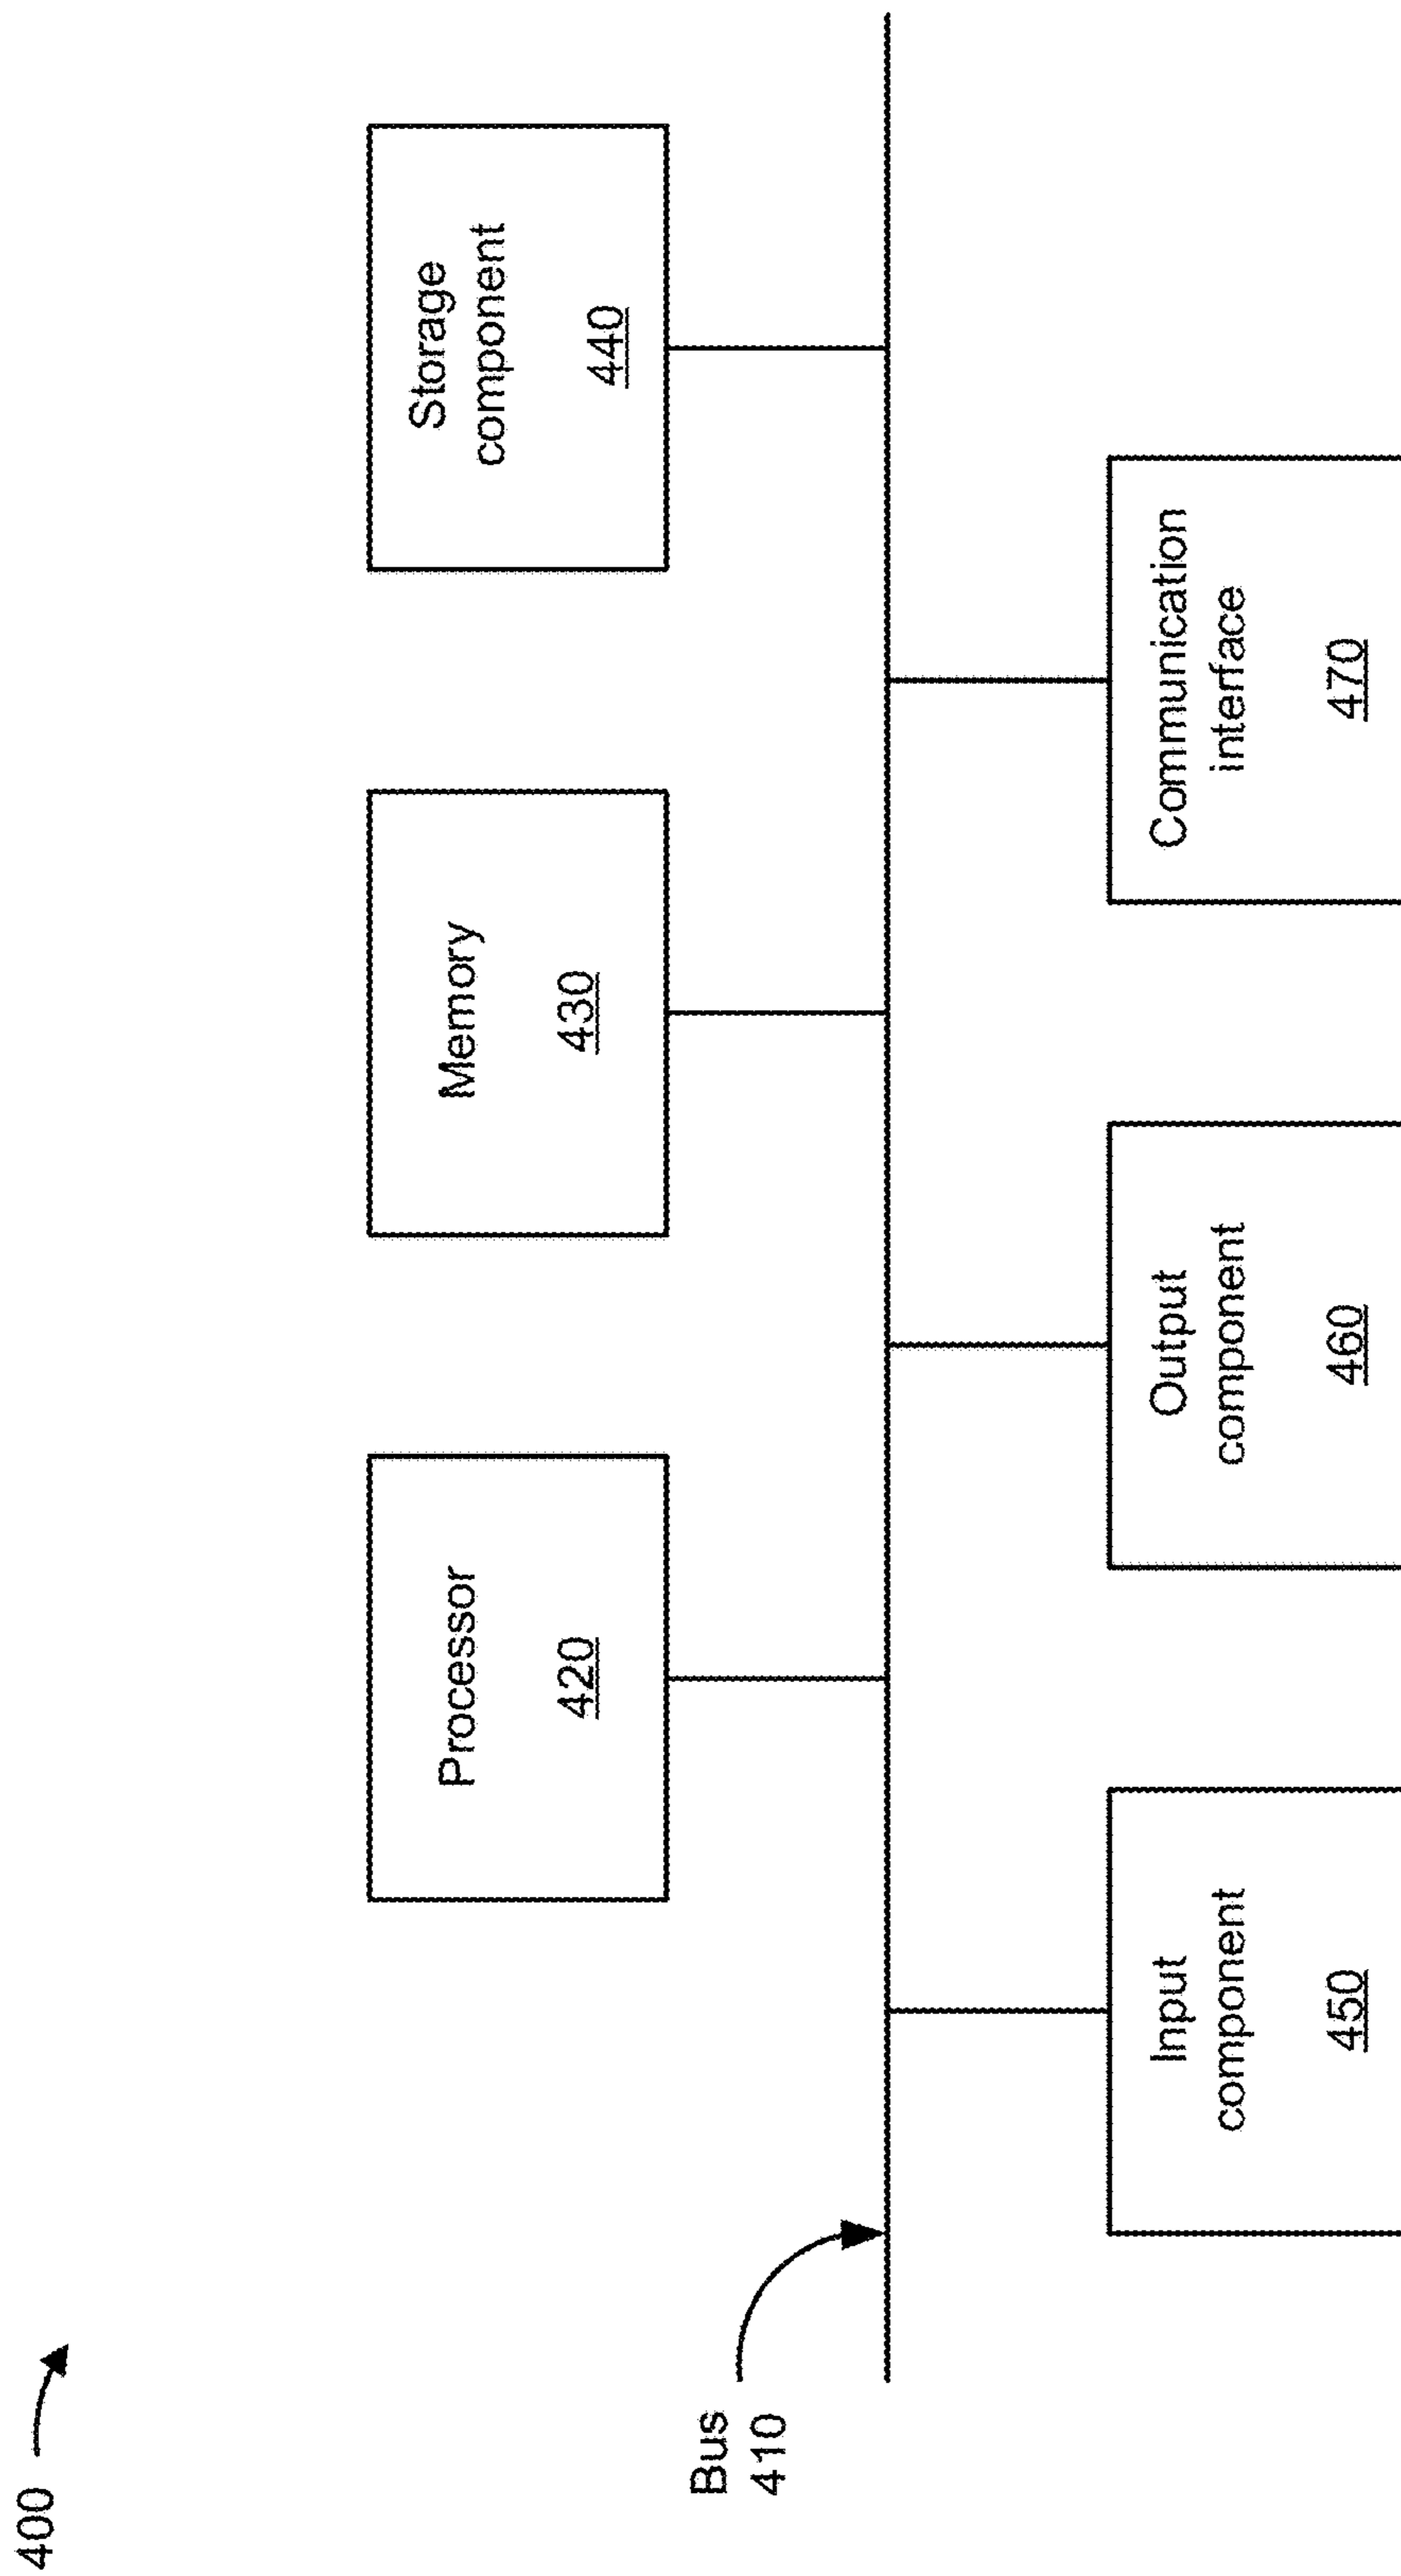 400
Processor
420
Memory
430
Storage
component
440
Bus
410
Input
component
450
Output
component
460
Communication
interface
470